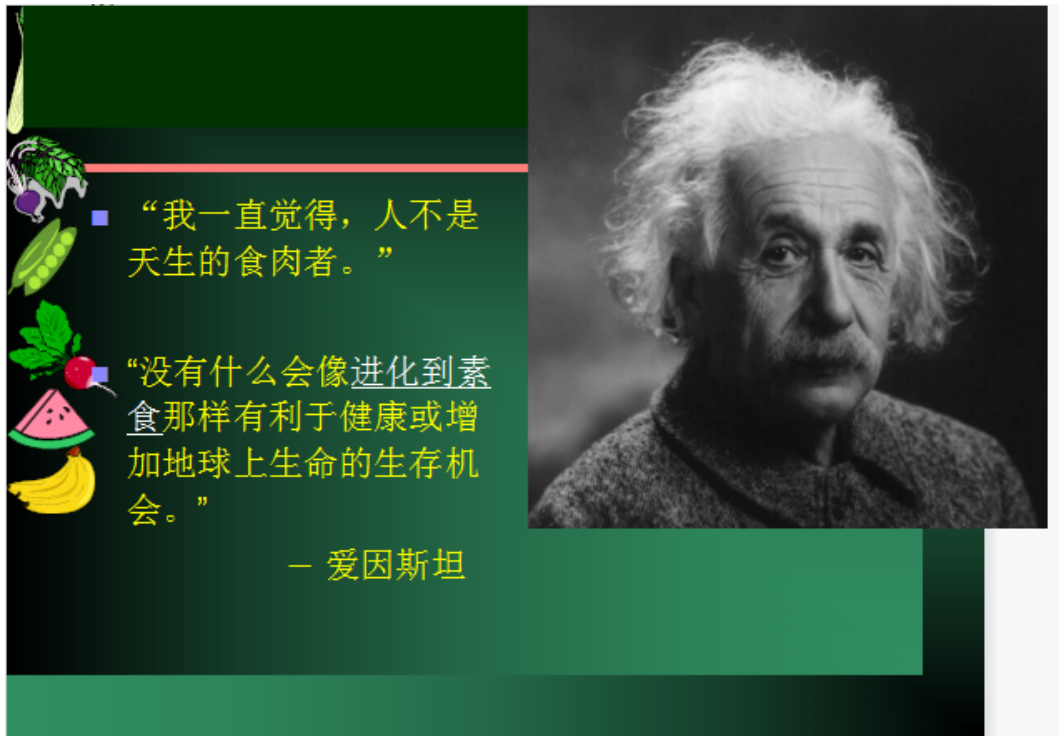 “我一直觉得，人不是
天生的食肉者。”
“没有什么会像进化到素
食那样有利于健康或增
加地球上生命的生存机
会。”
– 爱因斯坦